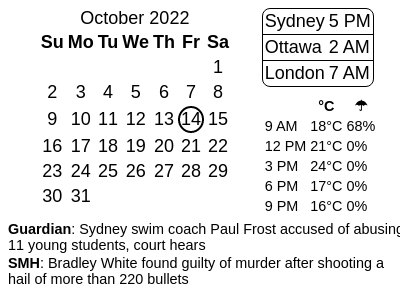 October 2022
Su Mo Tu We Th Fr Sa
1
2 3 4 5 6 7 8
9 10 11 12 13 14 15
16 17 18 19 20 21 22
23 24 25 26 27 28 29
30 31
Sydney 5 PM
Ottawa 2 AM
London 7 AM
°C ☂
9 AM 18°C 68%
12 PM 21°C 0%
3 PM 24°C 0%
6 PM 17°C 0%
9 PM 16°C 0%
Guardian: Sydney swim coach Paul Frost accused of abusing
11 young students, court hears
SMH: Bradley White found guilty of murder after shooting a
hail of more than 220 bullets